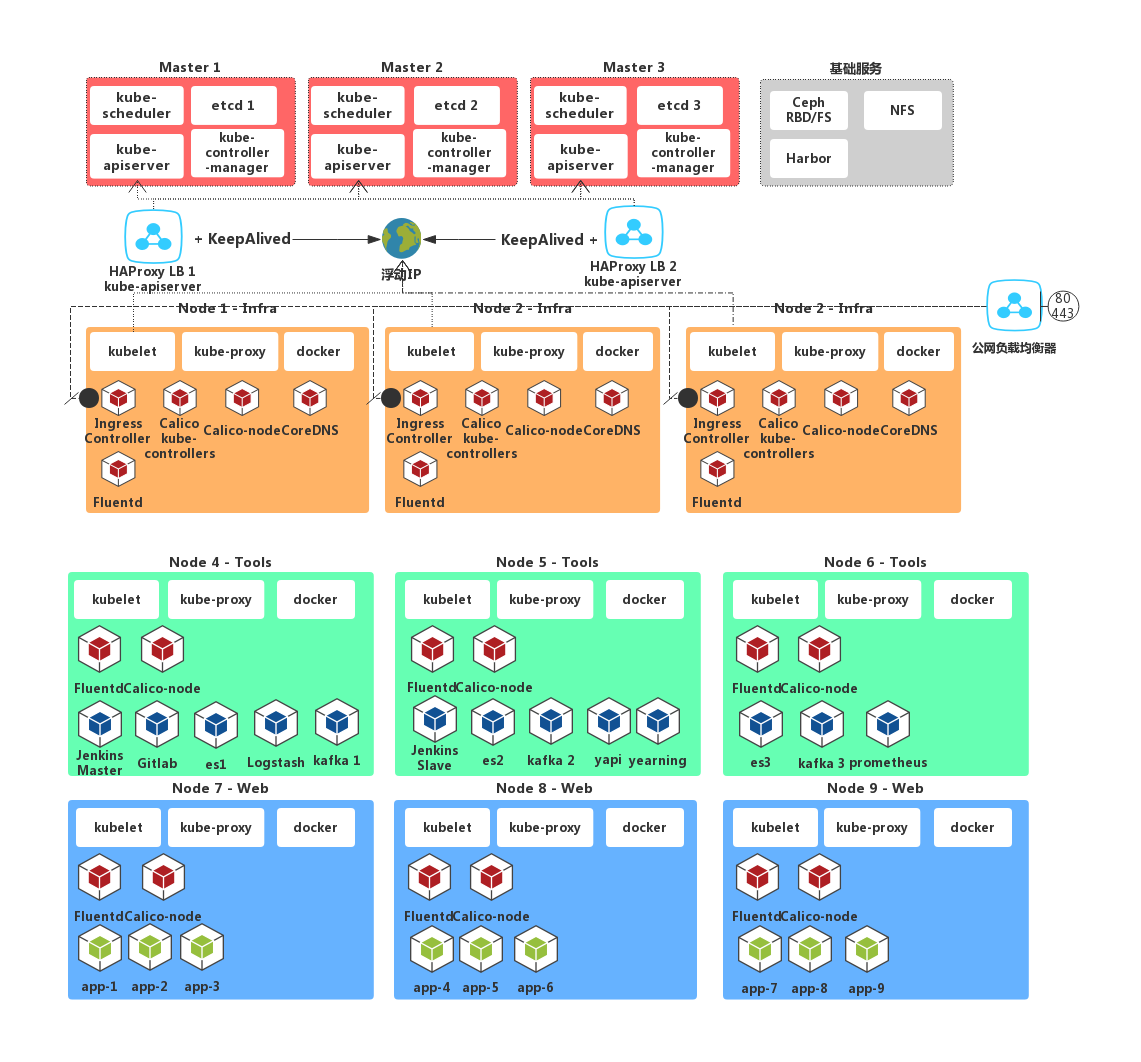 Master 1
Master 2
Master 3
基础服务
kube-
scheduler
etcd 1
kube-
apiserver
kube-
controller
-manager
kube-
scheduler
etcd 2
kube-
apiserver
kube-
controller
-manager
kube-
scheduler
etcd 3
kube-
apiserver
kube-
controller
-manager
Ceph
RBD/FS
NFS
Harbor
+ KeepAlived
KeepAlived +
HAProxy LB 1
kube-apiserver
浮动IP
HAProxy LB 2
kube-apiserver
80
443
公网负载均衡器
Node 1 - Infra
kubelet
kube-proxy
docker
Ingress
Controller
Calico
kube-
controllers
Calico-node
CoreDNS
Fluentd
Node 2 - Infra
kubelet
kube-proxy
docker
Ingress
Controller
Calico
kube-
controllers
Calico-node
CoreDNS
Fluentd
Node 2 - Infra
kubelet
kube-proxy
docker
Ingress
Controller
Calico
kube-
controllers
Calico-node
CoreDNS
Fluentd
Node 4 - Tools
kubelet
kube-proxy
docker
Fluentd
Calico-node
Jenkins
Master
Gitlab
es1
Logstash
kafka 1
Node 5 - Tools
kubelet
kube-proxy
docker
Fluentd
Calico-node
Jenkins
Slave
es2
kafka 2
yapi
yearning
Node 6 - Tools
kubelet
kube-proxy
docker
Fluentd
Calico-node
es3
kafka 3
prometheus
Node 7 - Web
kubelet
kube-proxy
docker
Fluentd
Calico-node
app-1
app-2
app-3
Node 8 - Web
kubelet
kube-proxy
docker
Fluentd
Calico-node
app-4
app-5
app-6
Node 9 - Web
kubelet
kube-proxy
docker
Fluentd
Calico-node
app-7
app-8
app-9